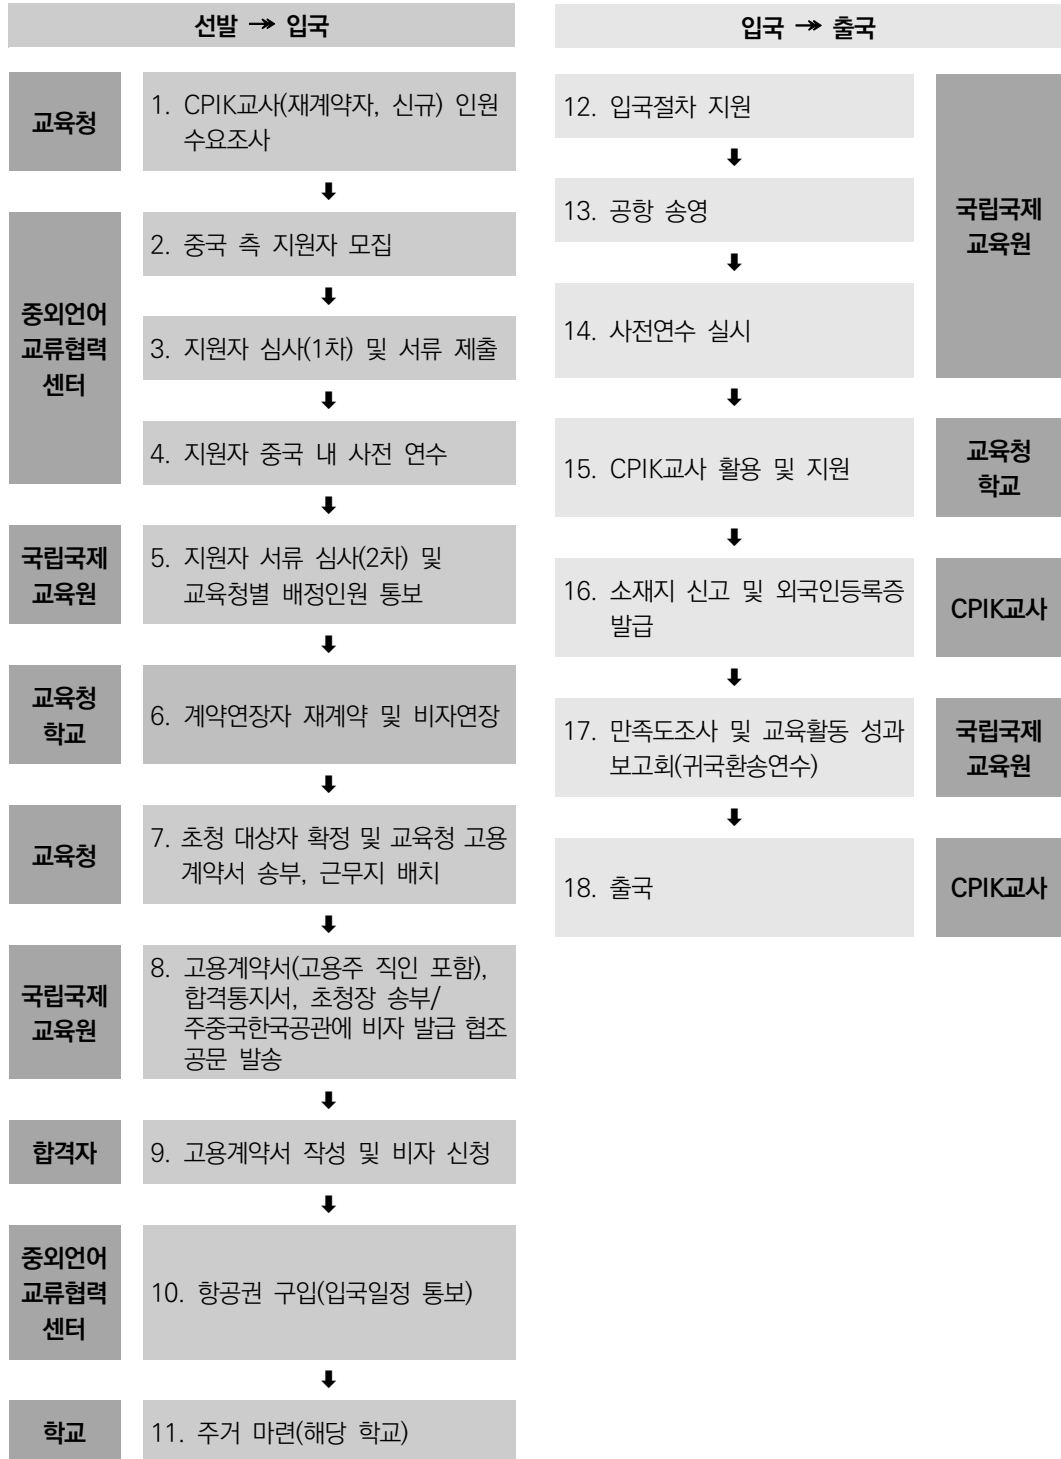 선발 ↠ 입국
교육청
1. CPIK교사(재계약자, 신규) 인원
수요조사
⬇
중외언어
교류협력
센터
2. 중국 측 지원자 모집
⬇
3. 지원자 심사(1차) 및 서류 제출
⬇
4. 지원자 중국 내 사전 연수
⬇
국립국제
교육원
5. 지원자 서류 심사(2차) 및
교육청별 배정인원 통보
⬇
교육청
학교
6. 계약연장자 재계약 및 비자연장
⬇
교육청
7. 초청 대상자 확정 및 교육청 고용
계약서 송부, 근무지 배치
⬇
국립국제
교육원
8. 고용계약서(고용주 직인 포함),
합격통지서, 초청장 송부/
주중국한국공관에 비자 발급 협조
공문 발송
⬇
합격자
9. 고용계약서 작성 및 비자 신청
⬇
중외언어
교류협력
센터
10. 항공권 구입(입국일정 통보)
⬇
학교
11. 주거 마련(해당 학교)
입국 ↠ 출국
12. 입국절차 지원
⬇
13. 공항 송영
⬇
14. 사전연수 실시
국립국제
교육원
⬇
15. CPIK교사 활용 및 지원
교육청
학교
⬇
16. 소재지 신고 및 외국인등록증
발급
CPIK교사
⬇
17. 만족도조사 및 교육활동 성과
보고회(귀국환송연수)
국립국제
교육원
⬇
18. 출국
CPIK교사